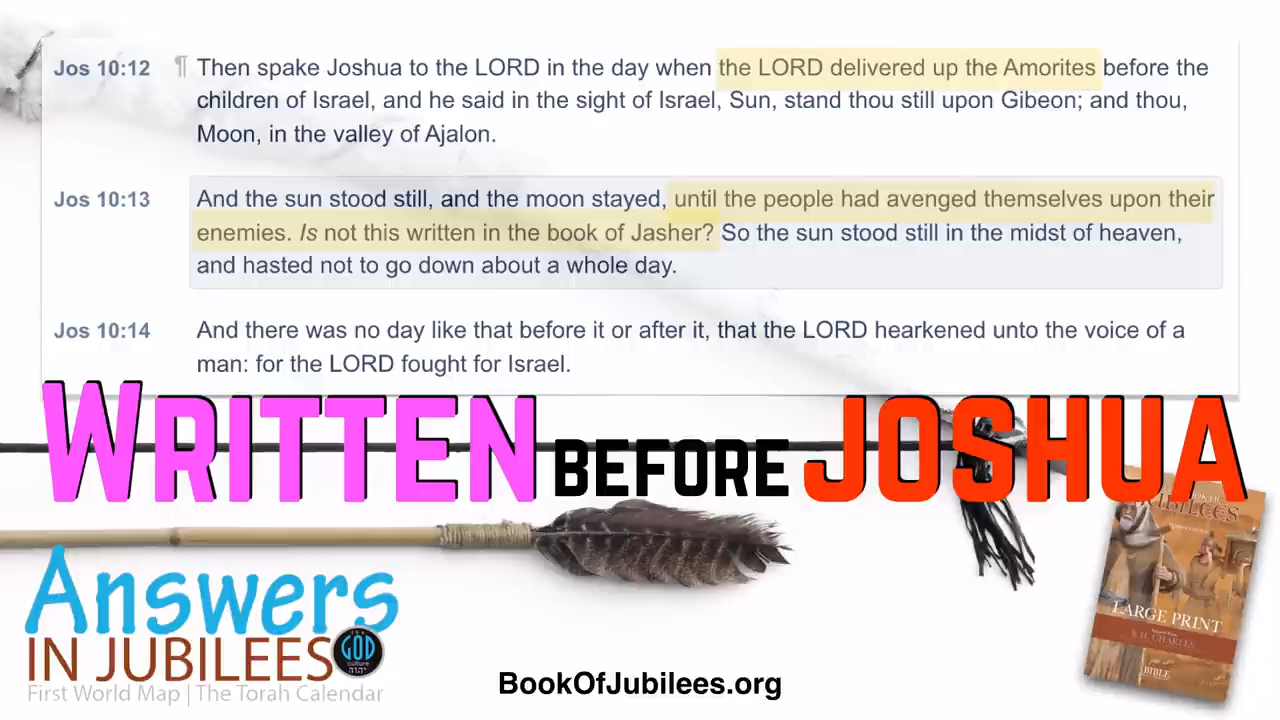 Jos 10:12 ¶ Then spake Joshua to the LORD in the day when the LORD delivered up the Amorites before the
children of Israel, and he said in the sight of Israel, Sun, stand thou still upon Gibeon; and thou,
Moon, in the valley of Ajalon.
Jos 10:13 And the sun stood still, and the moon stayed, until the people had avenged themselves upon their
enemies. Is not this written in the book of Jasher? So the sun stood still in the midst of heaven,
and hasted not to go down about a whole day.
Jos 10:14 And there was no day like that before it or after it, that the LORD hearkened unto the voice of a
man: for the LORD fought for Israel.
WRITTEN BEFORE JOSHUA
Answers
IN JUBILEES
THE
GOD
culture
יהוה
First World Map | The Torah Calendar
BookOfJubilees.org
BOOK OF
JUBILEES
LARGE PRINT
R.H. CHARLES
BIBLE